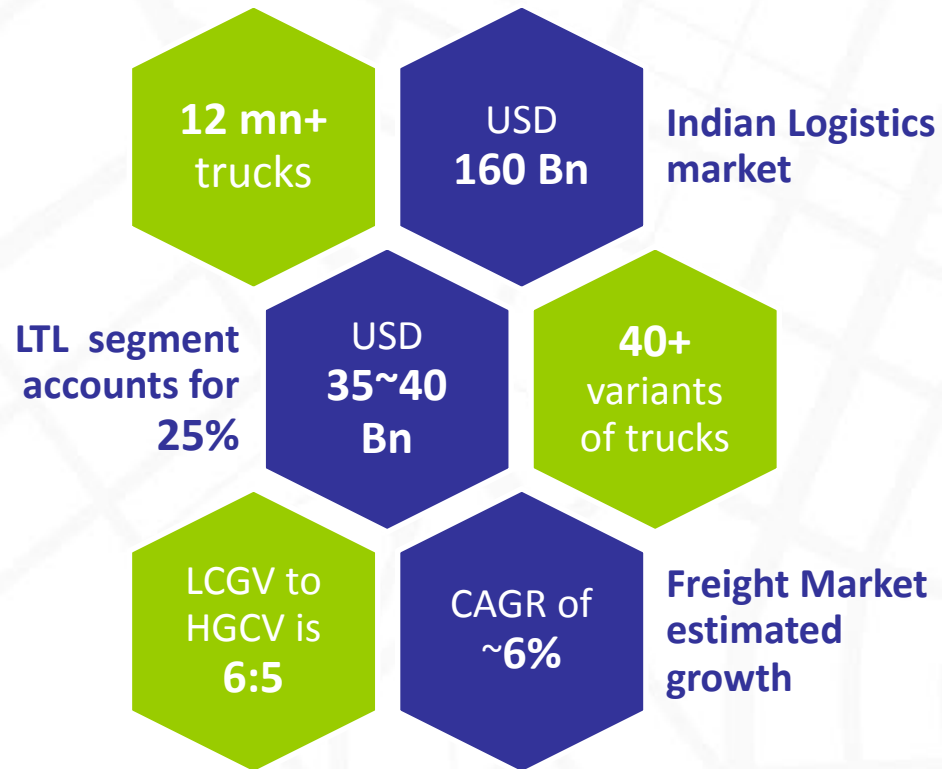 12 mn+
trucks
USD
160 Bn
Indian Logistics
market
LTL  segment
accounts for
25%
USD
35~40
Bn
40+
variants
of trucks
LCGV to
HGCV is
6:5
CAGR of
~6%
Freight Market
estimated
growth